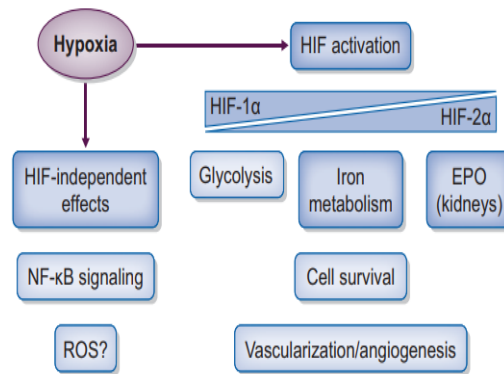 Hypoxia
HIF activation
HIF-1α
HIF-2α
HIF-independent
effects
Glycolysis
Iron
metabolism
EPO
(kidneys)
NF-κB signaling
Cell survival
ROS?
Vascularization/angiogenesis